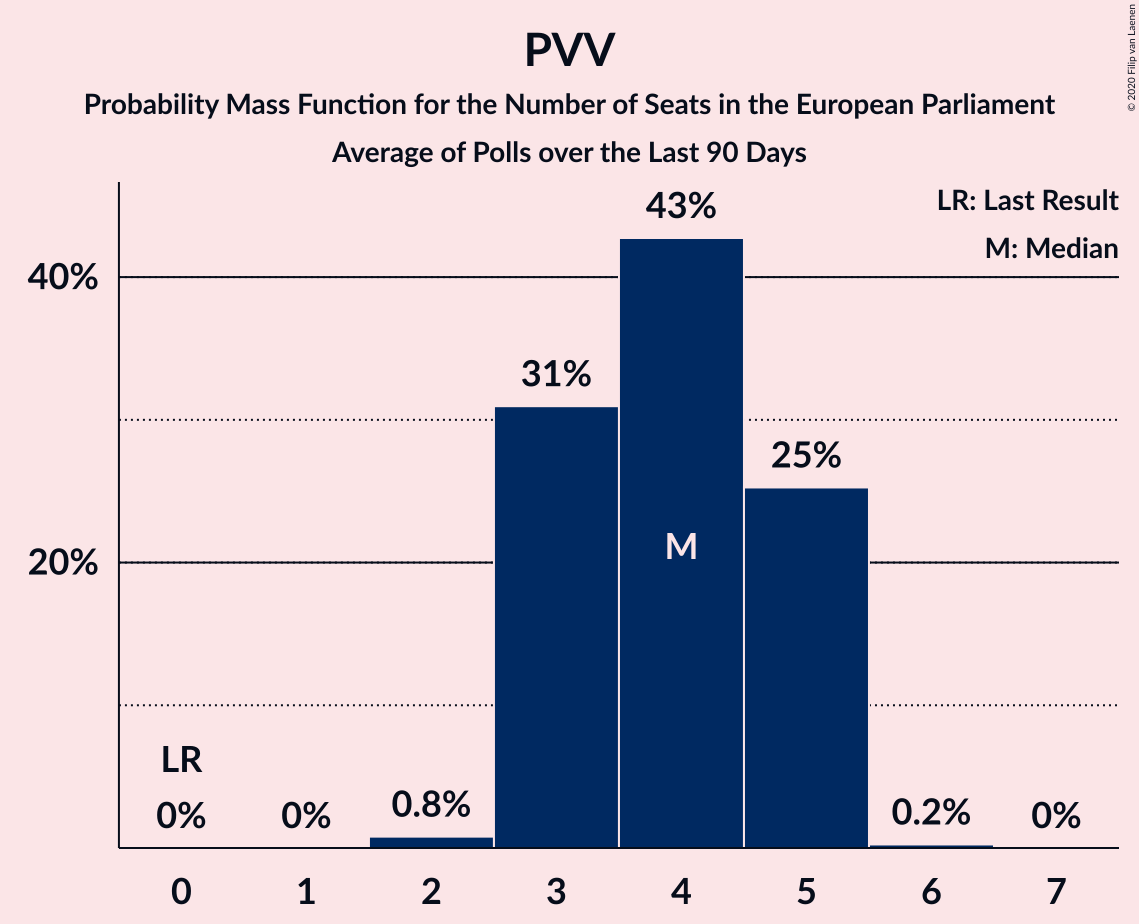 PVV
Probability Mass Function for the Number of Seats in the European Parliament
Average of Polls over the Last 90 Days
© 2020 Filip van Laenen
LR: Last Result
M: Median
43%
40%
31%
25%
M
20%
LR
0%
0%
0.8%
0.2%
0%
0 1 2 3 4 5 6 7